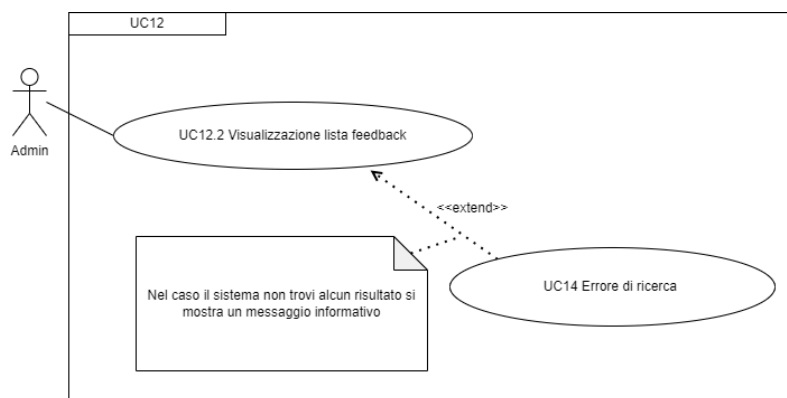 UC12
Admin
UC12.2 Visualizzazione lista feedback
<<extend>>
Nel caso il sistema non trovi alcun risultato si
mostra un messaggio informativo
UC14 Errore di ricerca